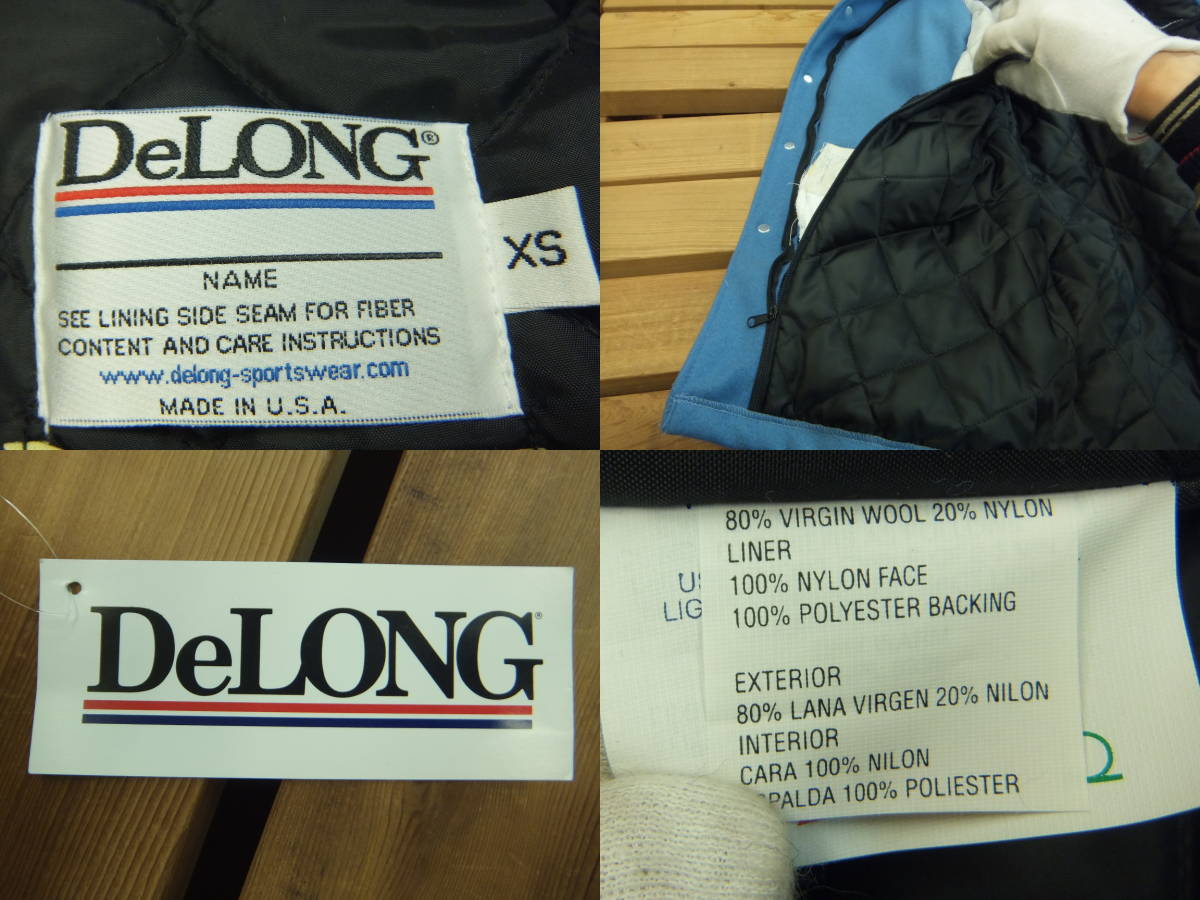 DeLONG®
XS
NAME
SEE LINING SIDE SEAM FOR FIBER
CONTENT AND CARE INSTRUCTIONS
www.delong-sportswear.com
MADE IN U.S.A.
DeLONG®
80% VIRGIN WOOL 20% NYLON
LINER
100% NYLON FACE
100% POLYESTER BACKING
EXTERIOR
80% LANA VIRGEN 20% NILON
INTERIOR
CARA 100% NILON
100% POLIESTER